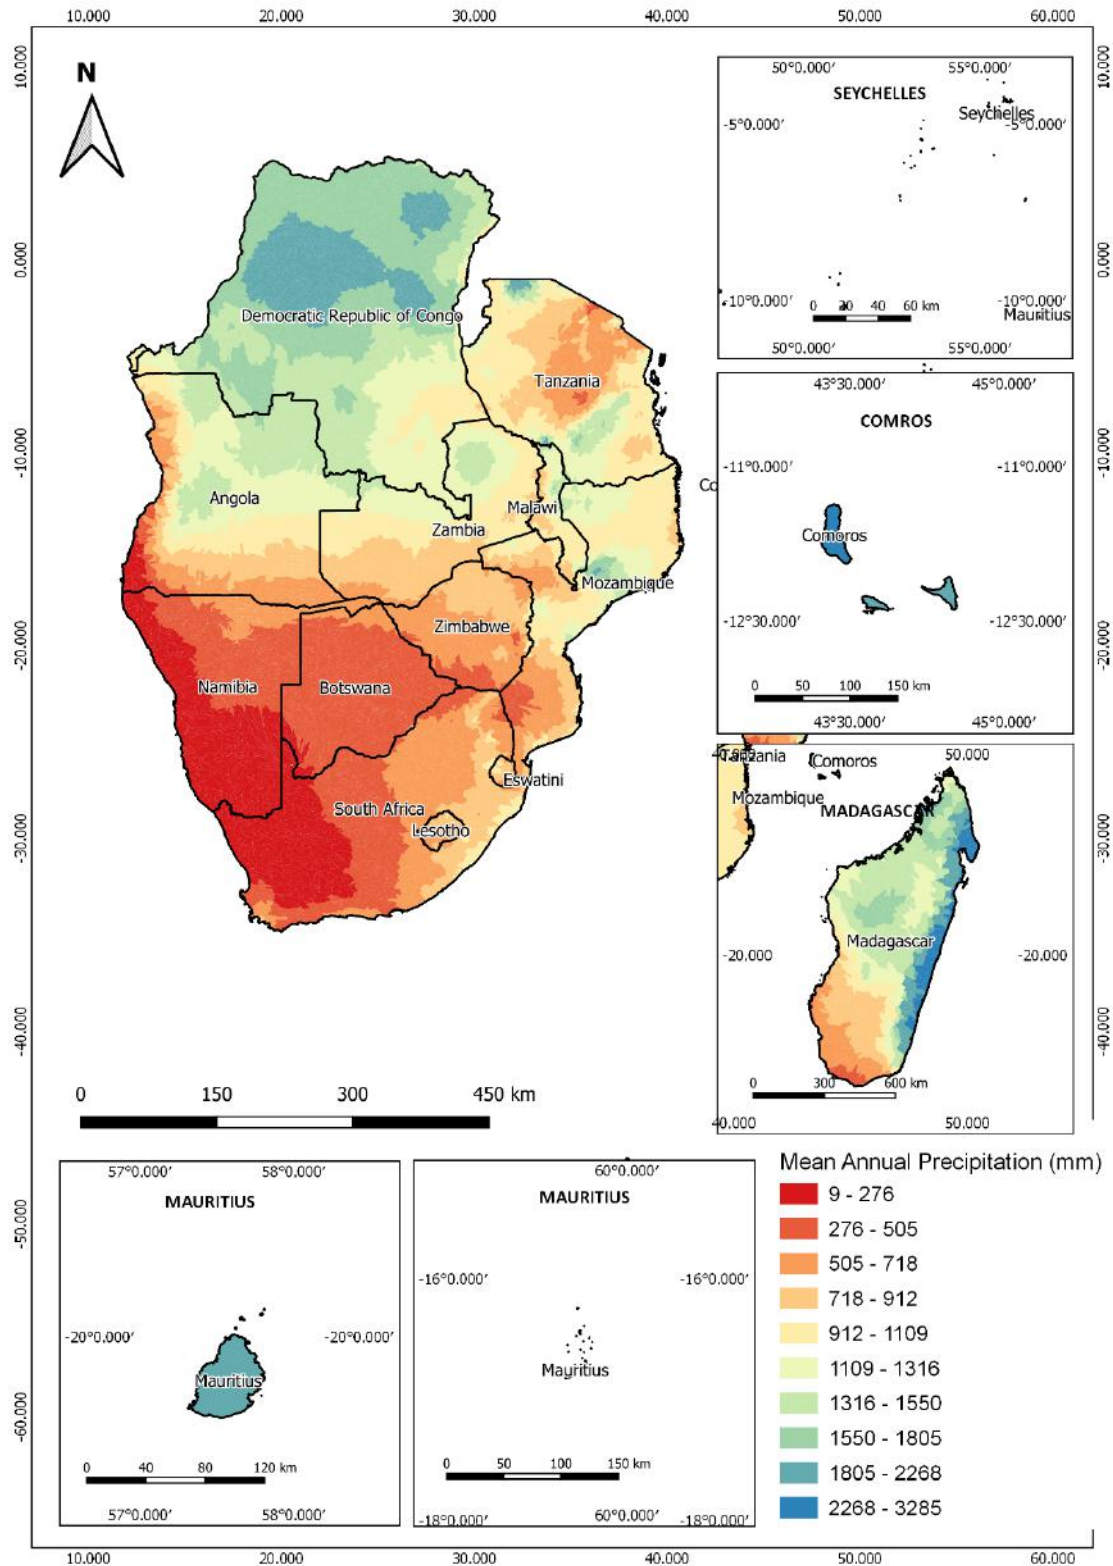 10.000 20.000 30.000 40.000 50.000 60.000
10.000
0.000
-10.000
-20.000
-30.000
-40.000
-50.000
-60.000
N
Democratic Republic of Congo
Tanzania
Angola
Zambia
Malawi
Mozambique
Zimbabwe
Namibia
Botswana
Eswatini
South Africa
Lesotho
Co
0 150 300 450 km
50°0.000' 55°0.000'
SEYCHELLES
Seychelles
-5°0.000' -5°0.000'
-10°0.000' -10°0.000'
Mauritius
0 20 40 60 km
50°0.000' 55°0.000'
43°30.000' 45°0.000'
COMROS
-11°0.000' -11°0.000'
Comoros
-12°30.000' -12°30.000'
0 50 100 150 km
43°30.000' 45°0.000'
50.000
Tanzania
Comoros
Mozambique
MADAGASCAR
Madagascar
-20.000 -20.000
0 300 600 km
40.000 50.000
57°0.000' 58°0.000'
MAURITIUS
-20°0.000' -20°0.000'
Mauritius
0 40 80 120 km
57°0.000' 58°0.000'
60°0.000'
MAURITIUS
-16°0.000' -16°0.000'
Mauritius
0 50 100 150 km
-18°0.000' 60°0.000' -18°0.000'
Mean Annual Precipitation (mm)
9 - 276
276 - 505
505 - 718
718 - 912
912 - 1109
1109 - 1316
1316 - 1550
1550 - 1805
1805 - 2268
2268 - 3285
10.000
0.000
-10.000
-20.000
-30.000
-40.000
10.000 20.000 30.000 40.000 50.000 60.000